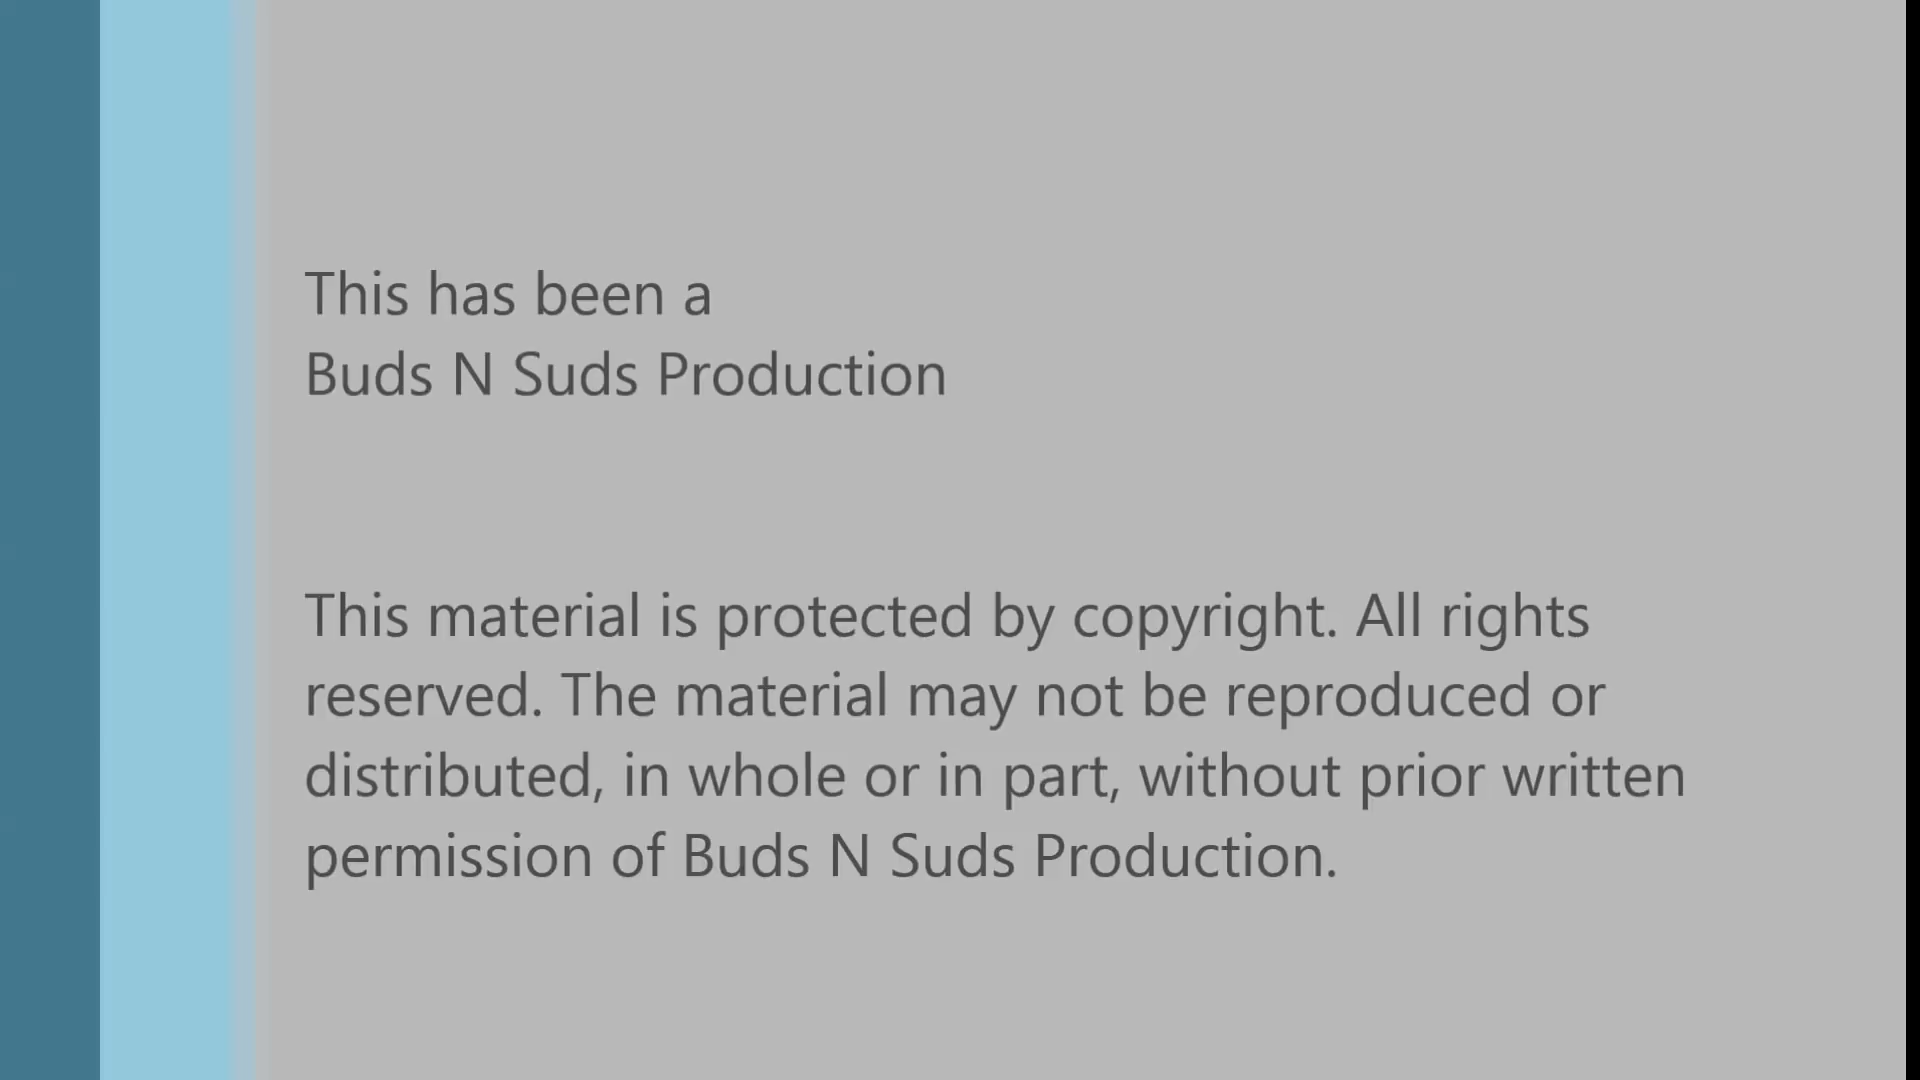 This has been a
Buds N Suds Production
This material is protected by copyright. All rights
reserved. The material may not be reproduced or
distributed, in whole or in part, without prior written
permission of Buds N Suds Production.